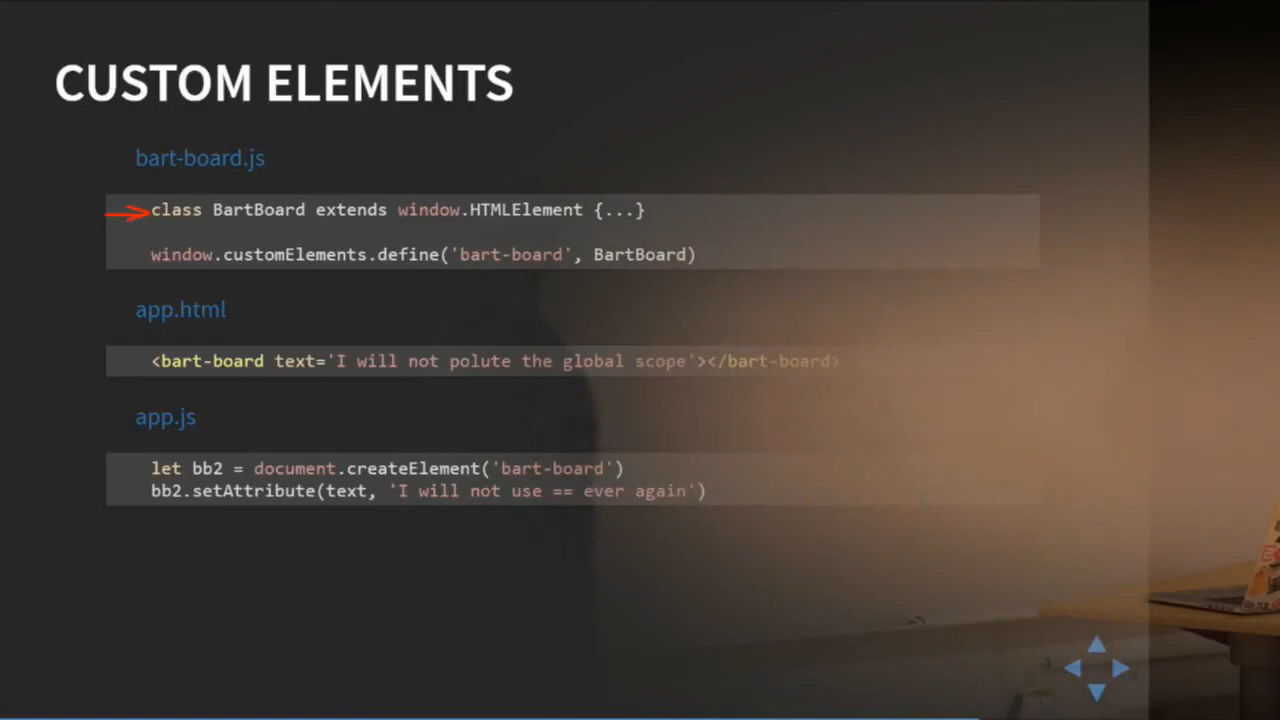 CUSTOM ELEMENTS
bart-board.js
class BartBoard extends window.HTMLElement {...}
window.customElements.define('bart-board', BartBoard)
app.html
<bart-board text='I will not polute the global scope'></bart-board>
app.js
let bb2 = document.createElement('bart-board')
bb2.setAttribute(text, 'I will not use == ever again')